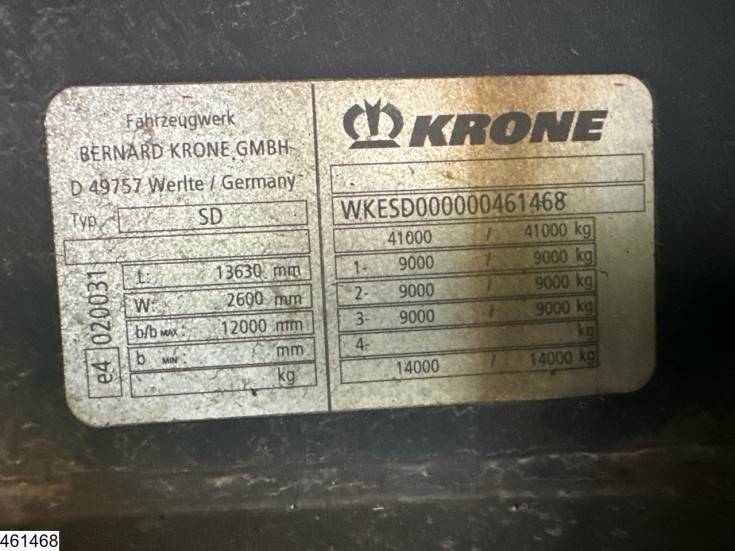 Fahrzeugwerk
BERNARD KRONE GMBH
D 49757 Werlte / Germany
Typ SD
e4 020031
L: 13630 mm
W: 2600 mm
b/b MAX: 12000 mm
b MIN: mm
kg
KRONE
WKESD000000461468
41000 / 41000 kg
1- 9000 / 9000 kg
2- 9000 / 9000 kg
3- 9000 / 9000 kg
4- kg
14000 / 14000 kg
461468